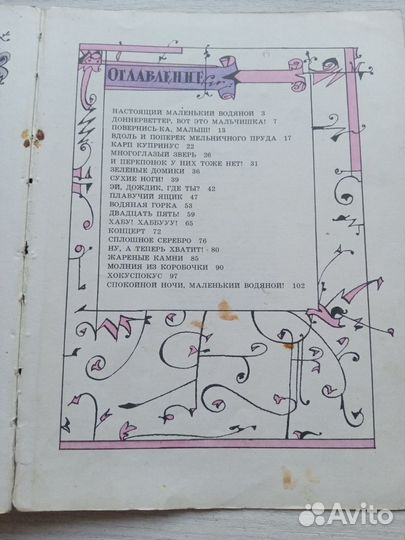 ОГЛАВЛЕНИЕ
НАСТОЯЩИЙ МАЛЕНЬКИЙ ВОДЯНОЙ 3
ДОННЕРВЕТТЕР, ВОТ ЭТО МАЛЬЧИШКА! 7
ПОВЕРНИСЬ-КА, МАЛЫШ! 13
ВДОЛЬ И ПОПЕРЕК МЕЛЬНИЧНОГО ПРУДА 17
КАРП КУПРИНУС 22
МНОГОГЛАЗЫЙ ЗВЕРЬ 26
И ПЕРЕПОНОК У НИХ ТОЖЕ НЕТ! 31
ЗЕЛЕНЫЕ ДОМИКИ 36
СУХИЕ НОГИ! 39
ЭЙ, ДОЖДИК, ГДЕ ТЫ? 42
ПЛАВУЧИЙ ЯЩИК 47
ВОДЯНАЯ ГОРКА 53
ДВАДЦАТЬ ПЯТЬ! 59
ХАБУ! ХАББУУУ! 65
КОНЦЕРТ 72
СПЛОШНОЕ СЕРЕБРО 76
НУ, А ТЕПЕРЬ ХВАТИТ! 80
ЖАРЕНЫЕ КАМНИ 85
МОЛНИЯ ИЗ КОРОБОЧКИ 90
ХОКУСПОКУС 97
СПОКОЙНОЙ НОЧИ, МАЛЕНЬКИЙ ВОДЯНОЙ! 102
Avito